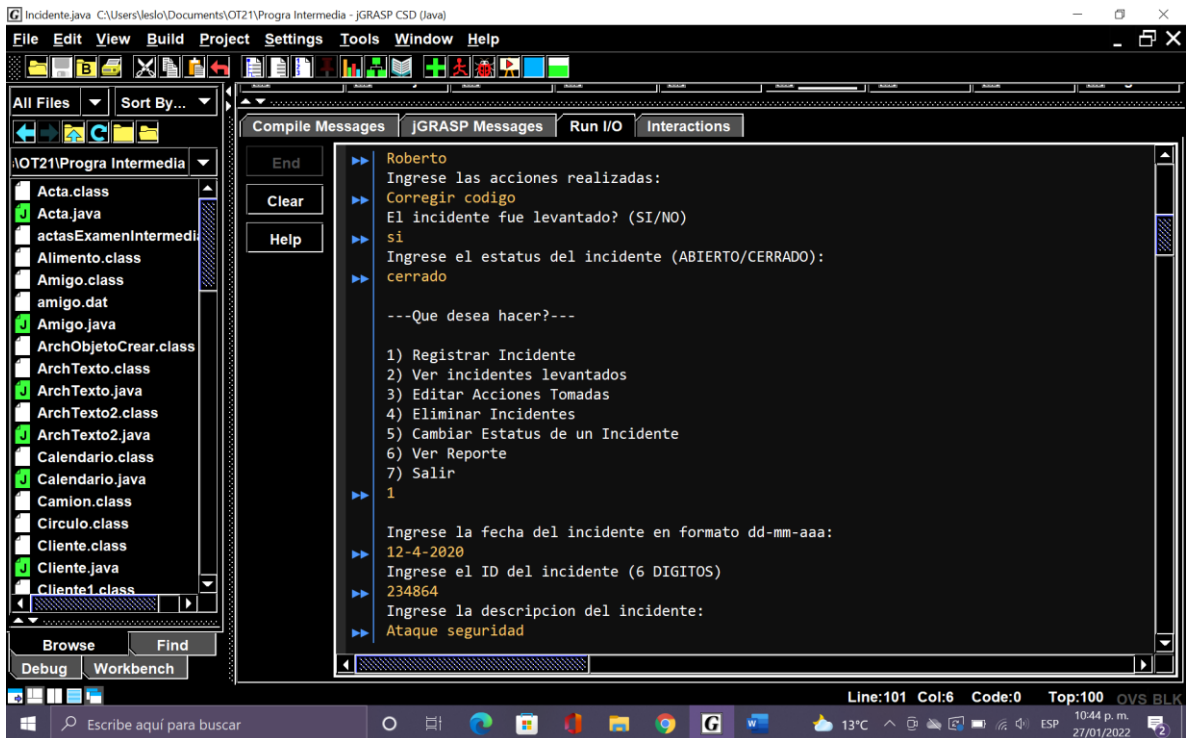 Incidente.java C:\Users\leslo\Documents\OT21\Progra Intermedia - jGRASP CSD (Java)
File Edit View Build Project Settings Tools Window Help
All Files Sort By...
:\OT21\Progra Intermedia
Acta.class
Acta.java
actasExamenIntermedi
Alimento.class
Amigo.class
amigo.dat
Amigo.java
ArchObjetoCrear.class
ArchTexto.class
ArchTexto.java
ArchTexto2.class
ArchTexto2.java
Calendario.class
Calendario.java
Camion.class
Circulo.class
Cliente.class
Cliente.java
Cliente1.class
Browse Find
Debug Workbench
Compile Messages jGRASP Messages Run I/O Interactions
End
Clear
Help
Roberto
Ingrese las acciones realizadas:
Corregir codigo
El incidente fue levantado? (SI/NO)
si
Ingrese el estatus del incidente (ABIERTO/CERRADO):
cerrado
---Que desea hacer?---
1) Registrar Incidente
2) Ver incidentes levantados
3) Editar Acciones Tomadas
4) Eliminar Incidentes
5) Cambiar Estatus de un Incidente
6) Ver Reporte
7) Salir
1
Ingrese la fecha del incidente en formato dd-mm-aaa:
12-4-2020
Ingrese el ID del incidente (6 DIGITOS)
234864
Ingrese la descripcion del incidente:
Ataque seguridad
Line:101 Col:6 Code:0 Top:100 OVS BLK
Escribe aquí para buscar
13°C ESP
10:44 p. m.
27/01/2022
2